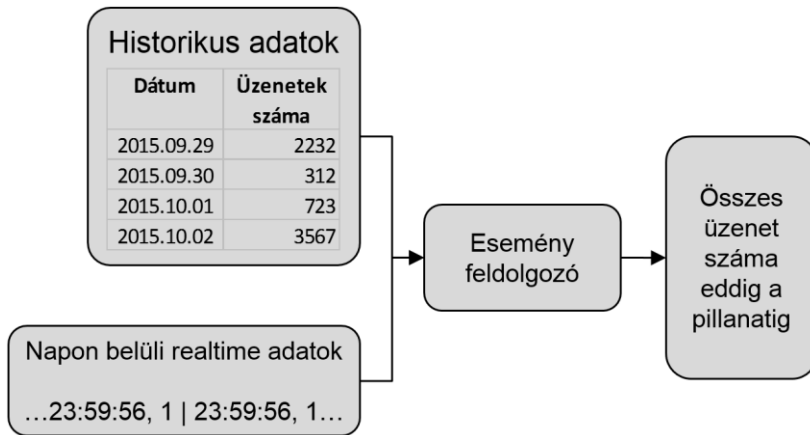 Historikus adatok
Dátum Üzenetek
száma
2015.09.29 2232
2015.09.30 312
2015.10.01 723
2015.10.02 3567
Napon belüli realtime adatok
…23:59:56, 1 | 23:59:56, 1…
Esemény
feldolgozó
Összes
üzenet
száma
eddig a
pillanatig